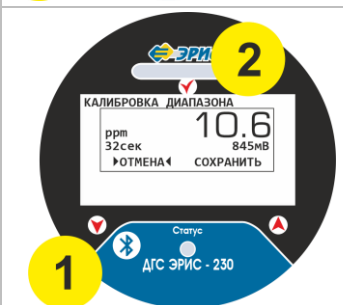 ЭРИС
2
КАЛИБРОВКА ДИАПАЗОНА
ppm 10.6
32сек 845мВ
ОТМЕНА СОХРАНИТЬ
Статус
1
ДГС ЭРИС - 230